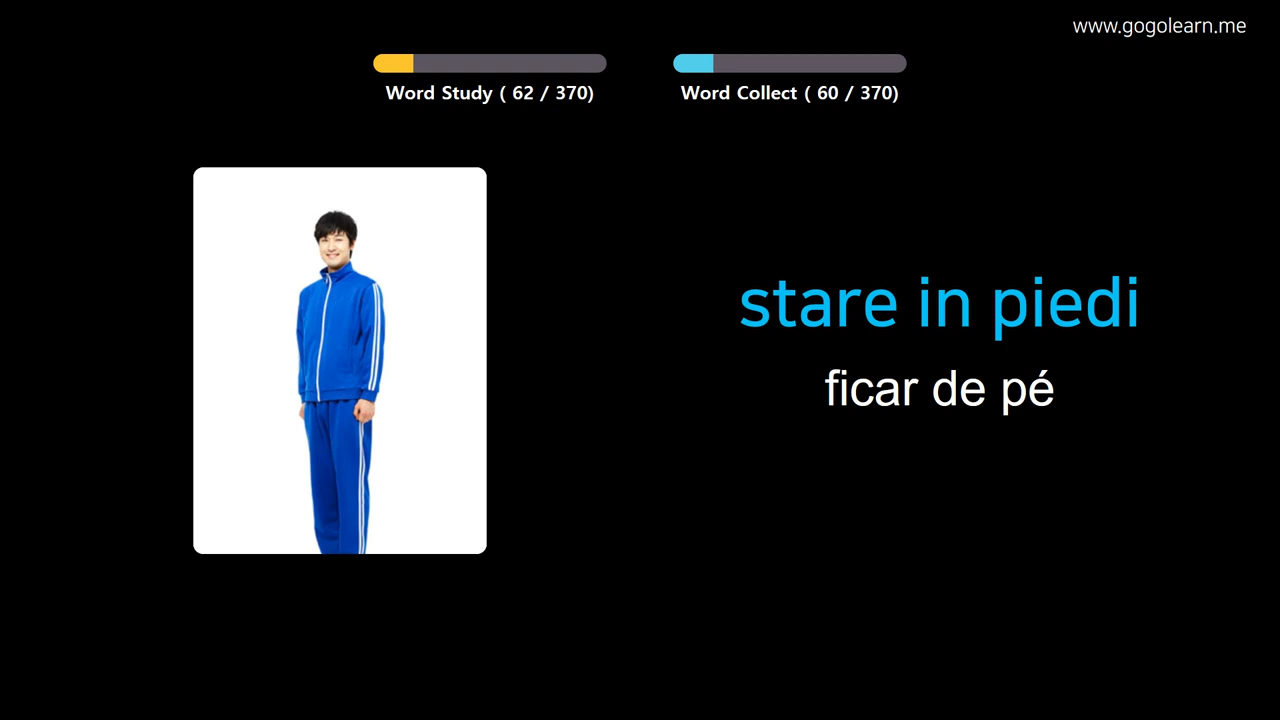 www.gogolearn.me
Word Study ( 62 / 370)
Word Collect ( 60 / 370)
stare in piedi
ficar de pé